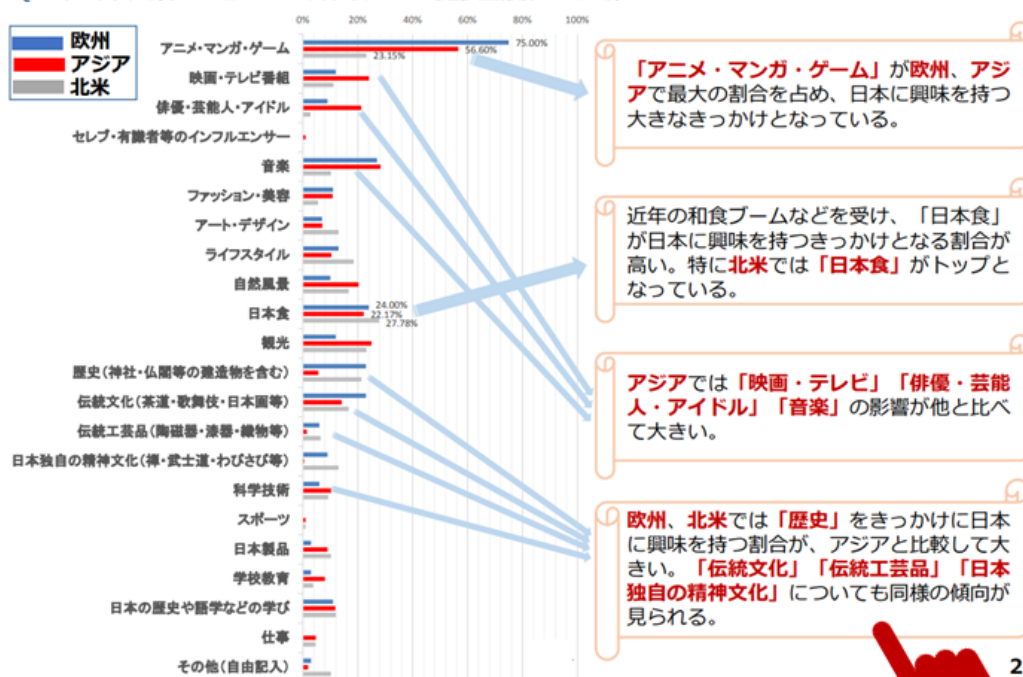 0% 20% 40% 60% 80% 100%
欧州
アジア
北米
アニメ・マンガ・ゲーム
75.00%
56.60%
23.15%
映画・テレビ番組
俳優・芸能人・アイドル
セレブ・有識者等のインフルエンサー
音楽
ファッション・美容
アート・デザイン
ライフスタイル
自然風景
日本食
24.00%
22.17%
27.78%
観光
歴史(神社・仏閣等の建造物を含む)
伝統文化(茶道・歌舞伎・日本画等)
伝統工芸品(陶磁器・漆器・織物等)
日本独自の精神文化(禅・武士道・わびさび等)
科学技術
スポーツ
日本製品
学校教育
日本の歴史や語学などの学び
仕事
その他(自由記入)
「アニメ・マンガ・ゲーム」が欧州、アジ
アで最大の割合を占め、日本に興味を持つ
大きなきっかけとなっている。
近年の和食ブームなどを受け、「日本食」
が日本に興味を持つきっかけとなる割合が
高い。特に北米では「日本食」がトップと
なっている。
アジアでは「映画・テレビ」「俳優・芸能
人・アイドル」「音楽」の影響が他と比べ
て大きい。
欧州、北米では「歴史」をきっかけに日本
に興味を持つ割合が、アジアと比較して大
きい。「伝統文化」「伝統工芸品」「日本
独自の精神文化」についても同様の傾向が
見られる。
2